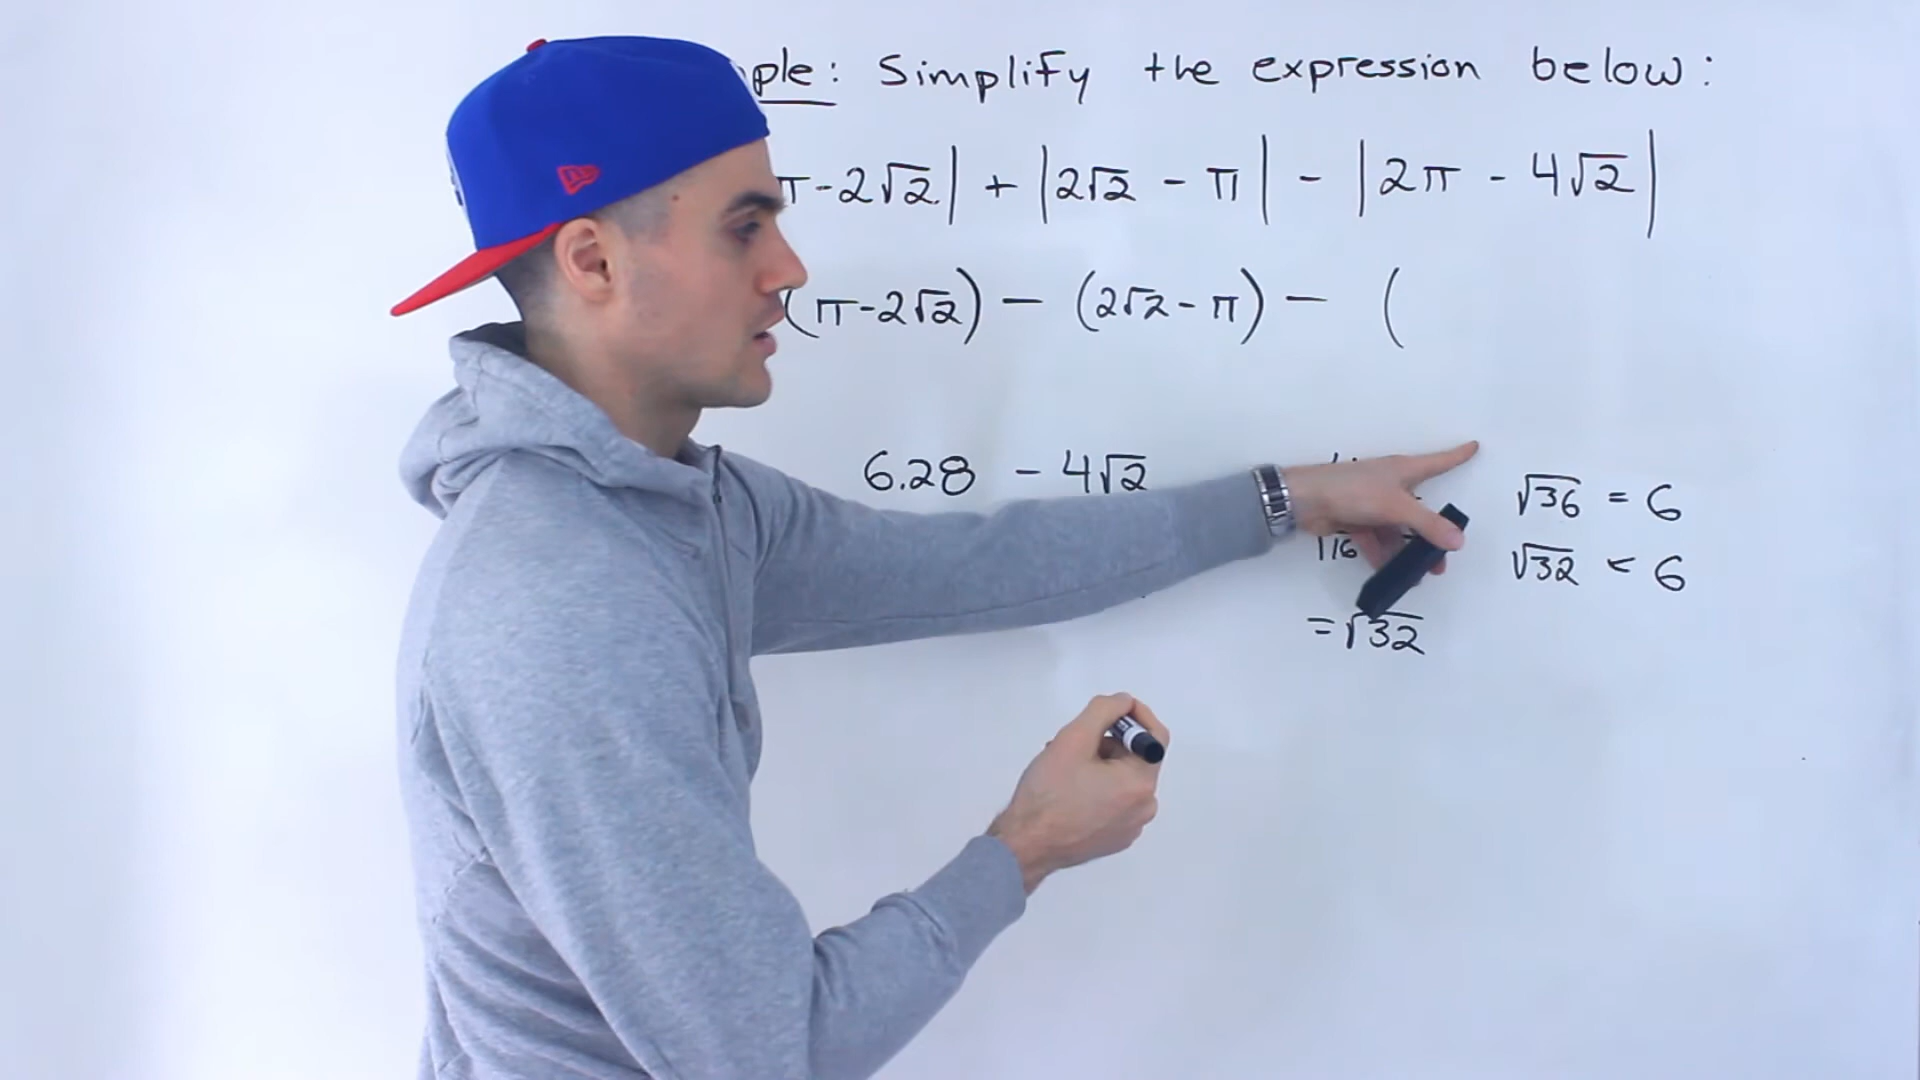 ple: Simplify the expression below:
π-2√2| + |2√2 - π| - |2π - 4√2|
(π-2√2) - (2√2-π) - (
6.28 - 4√2
√36 = 6
√16
√32 < 6
=√32